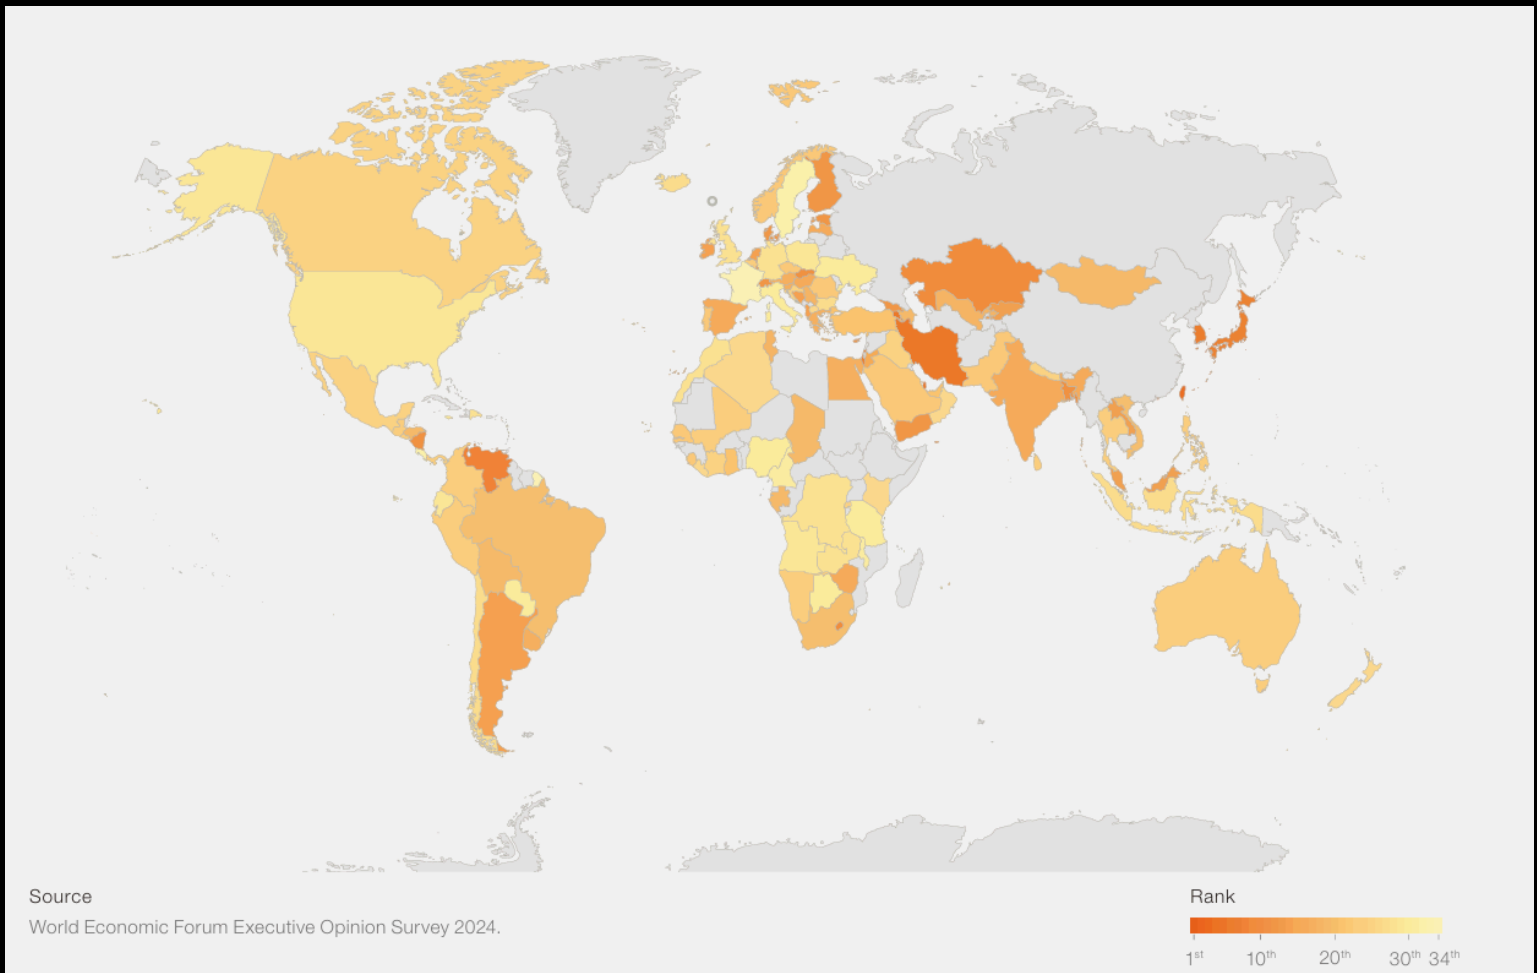 Source
World Economic Forum Executive Opinion Survey 2024.
Rank
1st 10th 20th 30th 34th